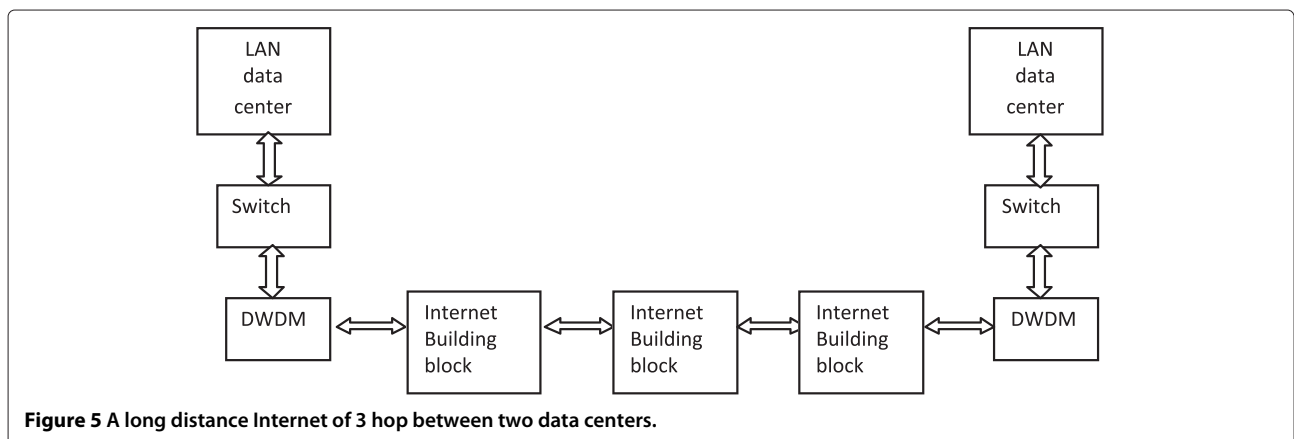 LAN
data
center
LAN
data
center
Switch
Switch
DWDM
Internet
Building
block
Internet
Building
block
Internet
Building
block
DWDM
Figure 5 A long distance Internet of 3 hop between two data centers.